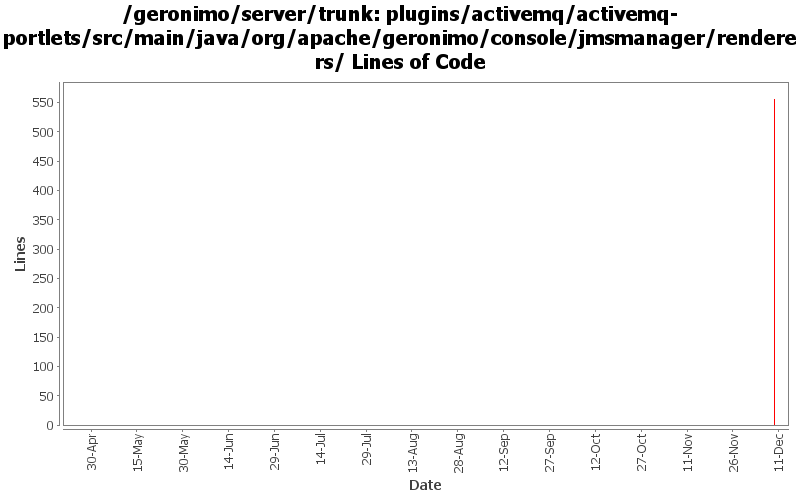 /geronimo/server/trunk: plugins/activemq/activemq-
portlets/src/main/java/org/apache/geronimo/console/jmsmanager/rendere
rs/ Lines of Code
Lines
550
500
450
400
350
300
250
200
150
100
50
0
30-Apr
15-May
30-May
14-Jun
29-Jun
14-Jul
29-Jul
13-Aug
28-Aug
12-Sep
27-Sep
12-Oct
27-Oct
11-Nov
26-Nov
11-Dec
Date